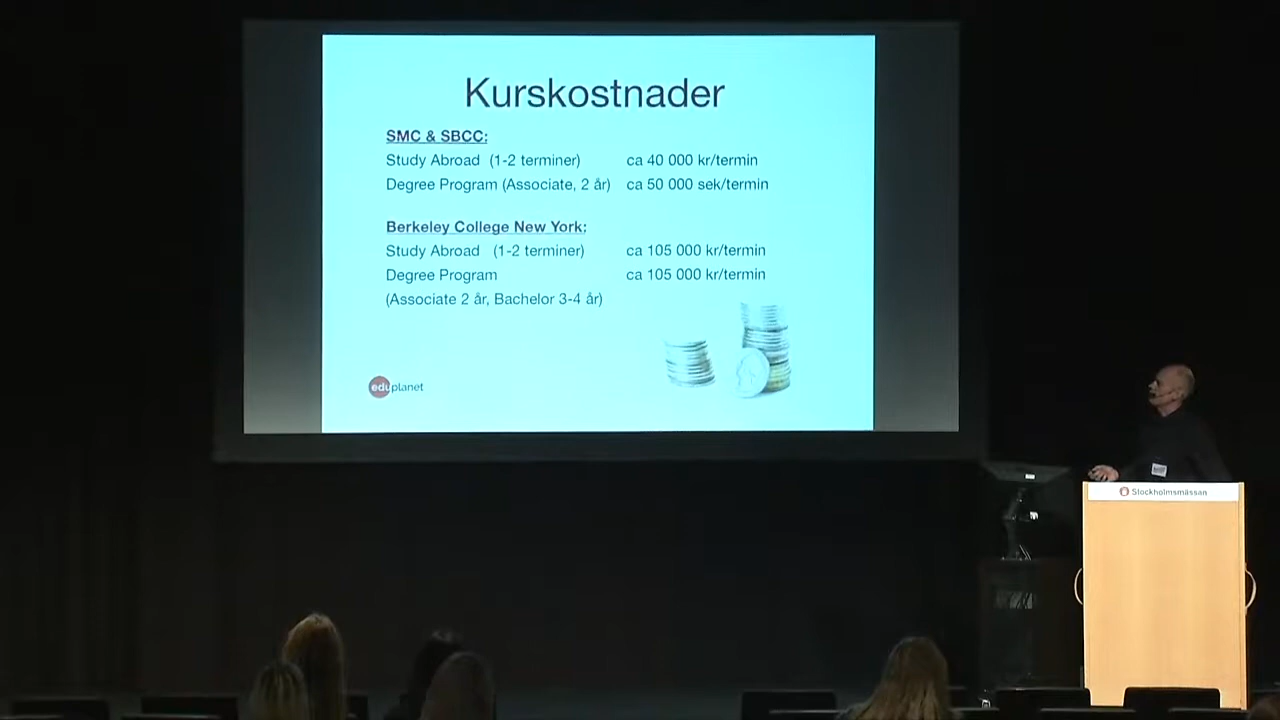 Kurskostnader
SMC & SBCC:
Study Abroad (1-2 terminer) ca 40 000 kr/termin
Degree Program (Associate, 2 år) ca 50 000 sek/termin
Berkeley College New York:
Study Abroad (1-2 terminer) ca 105 000 kr/termin
Degree Program ca 105 000 kr/termin
(Associate 2 år, Bachelor 3-4 år)
eduplanet
Stockholmsmässan